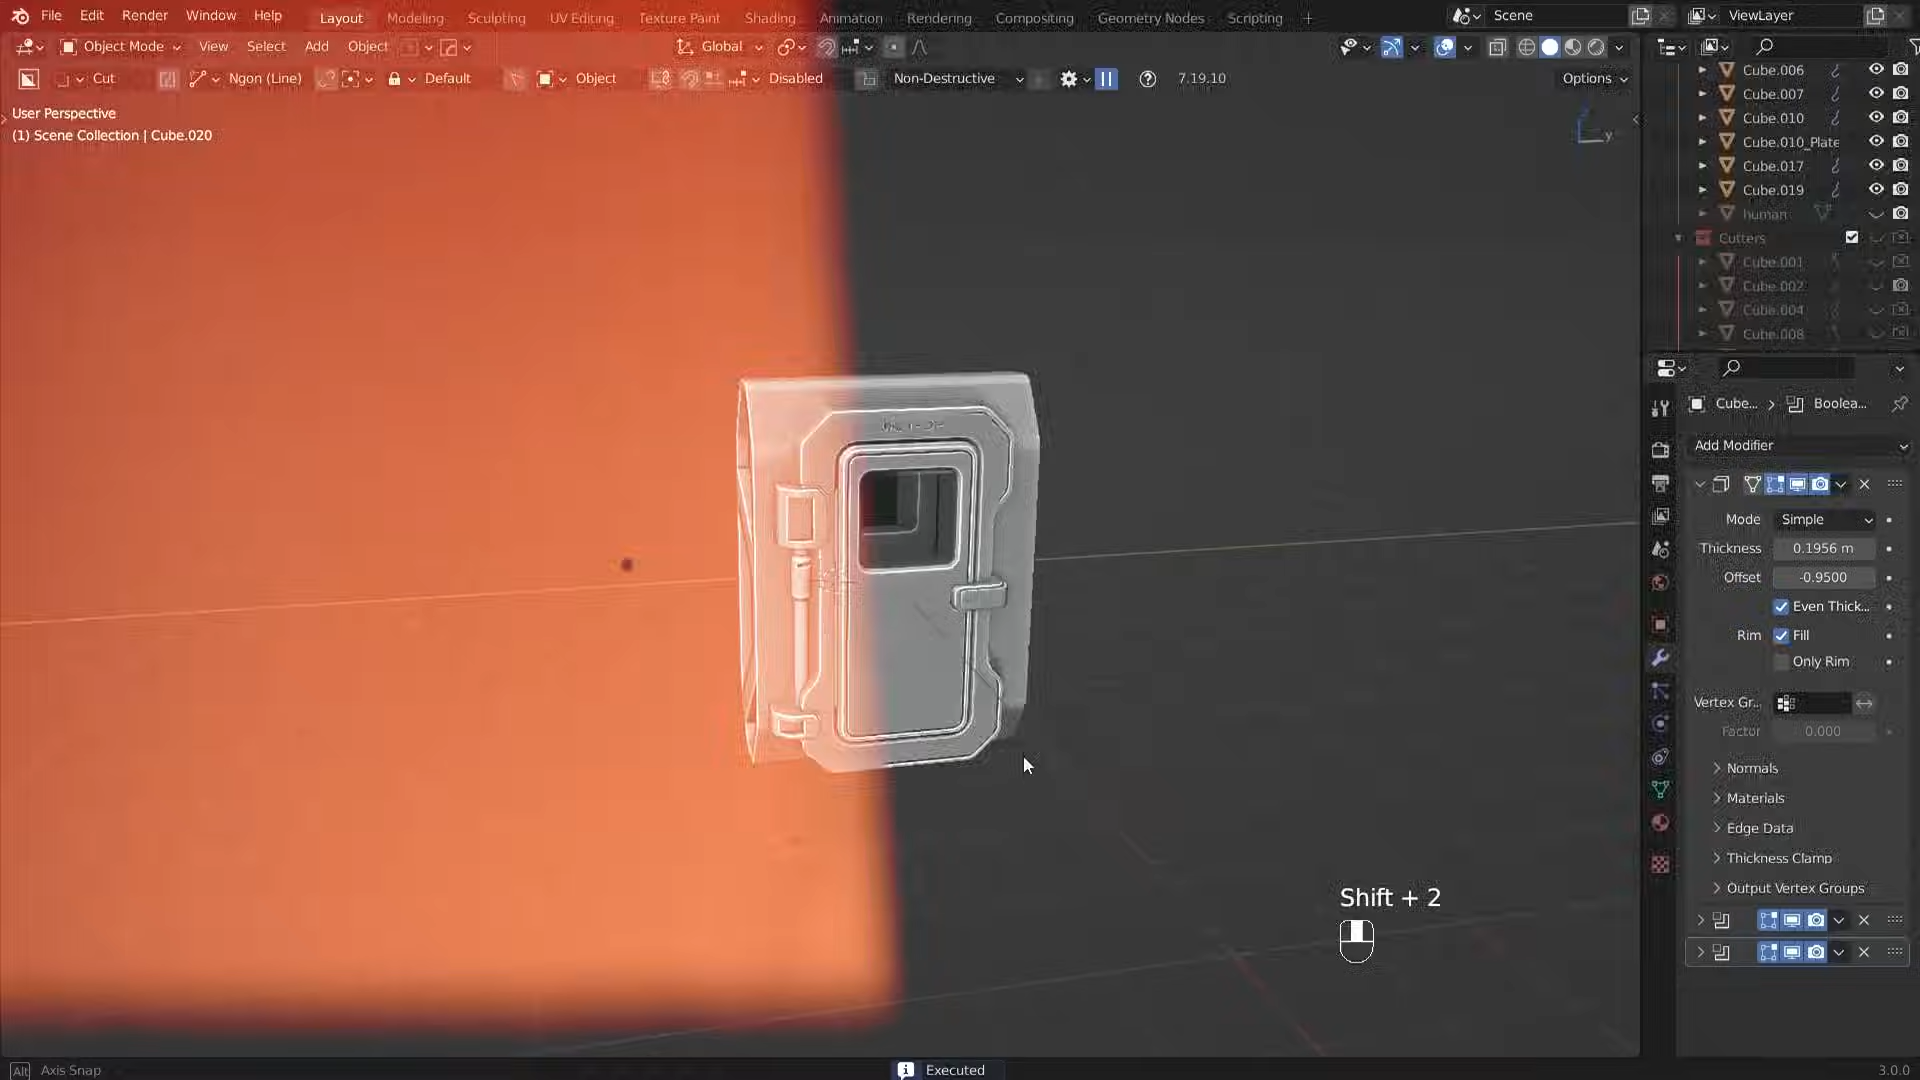 File Edit Render Window Help Layout Modeling Sculpting UV Editing Texture Paint Shading Animation Rendering Compositing Geometry Nodes Scripting + Scene ViewLayer
Object Mode View Select Add Object Global
Cut Ngon (Line) Default Object Disabled Non-Destructive 7.19.10 Options
User Perspective
(1) Scene Collection | Cube.020
y
Cube.006
Cube.007
Cube.010
Cube.010_Plate
Cube.017
Cube.019
human
Cutters
Cube.001
Cube.002
Cube.004
Cube.008
Cube... > Boolea...
Add Modifier
Mode Simple
Thickness 0.1956 m
Offset -0.9500
Even Thick...
Rim Fill
Only Rim
Vertex Gr...
Factor 0.000
Normals
Materials
Edge Data
Thickness Clamp
Output Vertex Groups
Shift + 2
Alt Axis Snap Executed 3.0.0